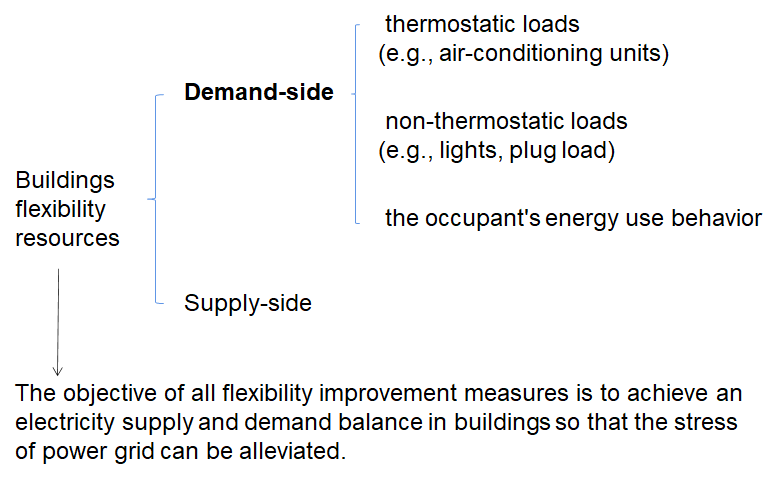 thermostatic loads
(e.g., air-conditioning units)
Demand-side
non-thermostatic loads
(e.g., lights, plug load)
Buildings
flexibility
resources
the occupant's energy use behavior
Supply-side
The objective of all flexibility improvement measures is to achieve an
electricity supply and demand balance in buildings so that the stress
of power grid can be alleviated.